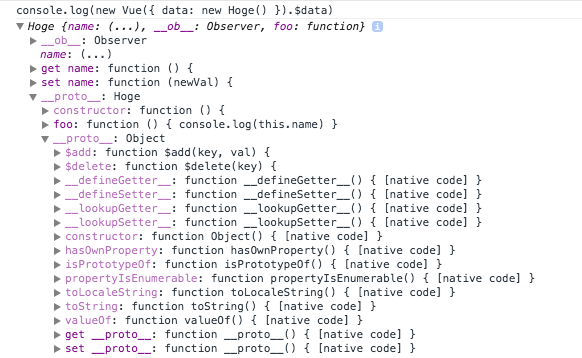 console.log(new Vue({ data: new Hoge() }).$data)
▼ Hoge {name: (...), __ob__: Observer, foo: function} i
▶ __ob__: Observer
name: (...)
▶ get name: function () {
▶ set name: function (newVal) {
▼ __proto__: Hoge
▶ constructor: function () {
▶ foo: function () { console.log(this.name) }
▼ __proto__: Object
▶ $add: function $add(key, val) {
▶ $delete: function $delete(key) {
▶ __defineGetter__: function __defineGetter__() { [native code] }
▶ __defineSetter__: function __defineSetter__() { [native code] }
▶ __lookupGetter__: function __lookupGetter__() { [native code] }
▶ __lookupSetter__: function __lookupSetter__() { [native code] }
▶ constructor: function Object() { [native code] }
▶ hasOwnProperty: function hasOwnProperty() { [native code] }
▶ isPrototypeOf: function isPrototypeOf() { [native code] }
▶ propertyIsEnumerable: function propertyIsEnumerable() { [native code] }
▶ toLocaleString: function toLocaleString() { [native code] }
▶ toString: function toString() { [native code] }
▶ valueOf: function valueOf() { [native code] }
▶ get __proto__: function __proto__() { [native code] }
▶ set __proto__: function __proto__() { [native code] }